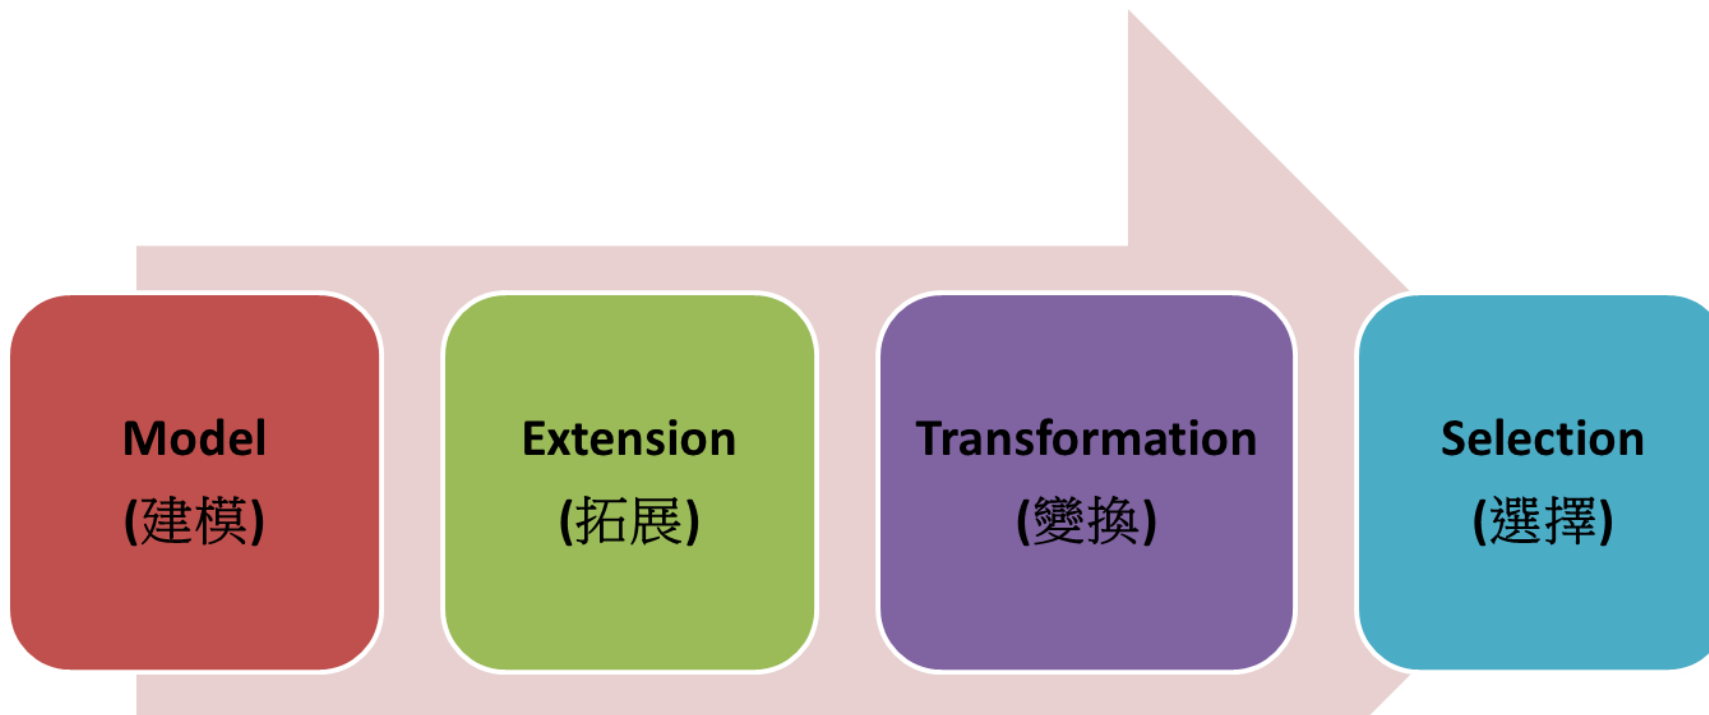 Model
(建模)
Extension
(拓展)
Transformation
(變換)
Selection
(選擇)